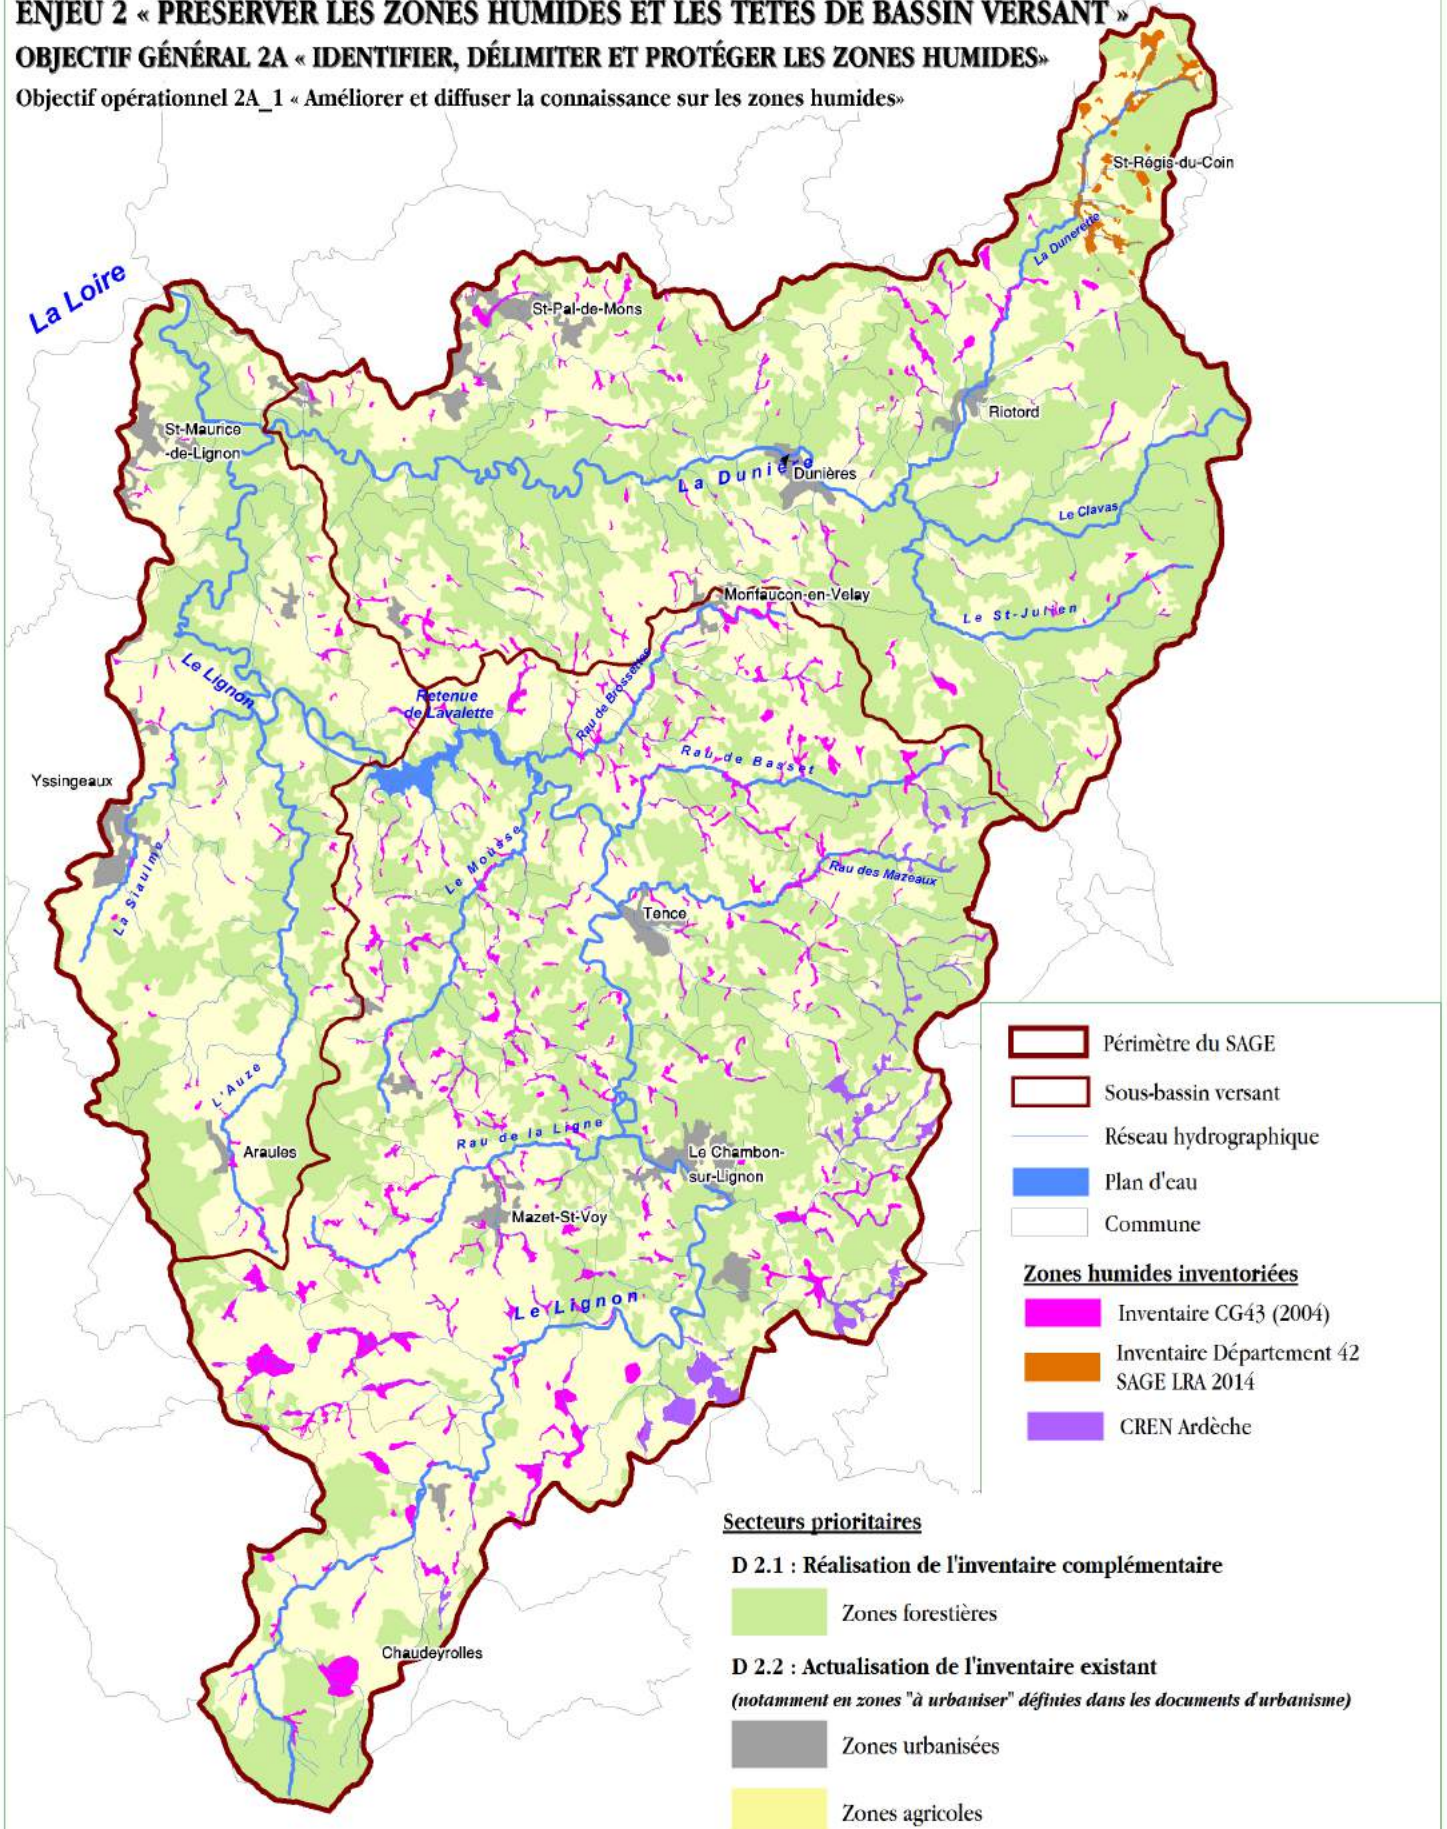 ENJEU 2 « PRÉSERVER LES ZONES HUMIDES ET LES TÊTES DE BASSIN VERSANT »
OBJECTIF GÉNÉRAL 2A « IDENTIFIER, DÉLIMITER ET PROTÉGER LES ZONES HUMIDES»
Objectif opérationnel 2A_1 « Améliorer et diffuser la connaissance sur les zones humides»
St-Régis-du-Coin
La Dunerette
La Loire
St-Pal-de-Mons
Riotord
St-Maurice
-de-Lignon
La Dunière
Dunières
Le Clavas
Monfaucon-en-Velay
Le St-Julien
Le Lignon
Retenue
de Lavalette
Rau de Brossettes
Rau de Basset
Yssingeaux
La Siaulme
Le Mousse
Rau des Mazeaux
Tence
L'Auze
Rau de la Ligne
Araules
Le Chambon-
sur-Lignon
Mazet-St-Voy
Le Lignon
Chaudeyrolles
Périmètre du SAGE
Sous-bassin versant
Réseau hydrographique
Plan d'eau
Commune
Zones humides inventoriées
Inventaire CG43 (2004)
Inventaire Département 42
SAGE LRA 2014
CREN Ardèche
Secteurs prioritaires
D 2.1 : Réalisation de l'inventaire complémentaire
Zones forestières
D 2.2 : Actualisation de l'inventaire existant
(notamment en zones "à urbaniser" définies dans les documents d'urbanisme)
Zones urbanisées
Zones agricoles